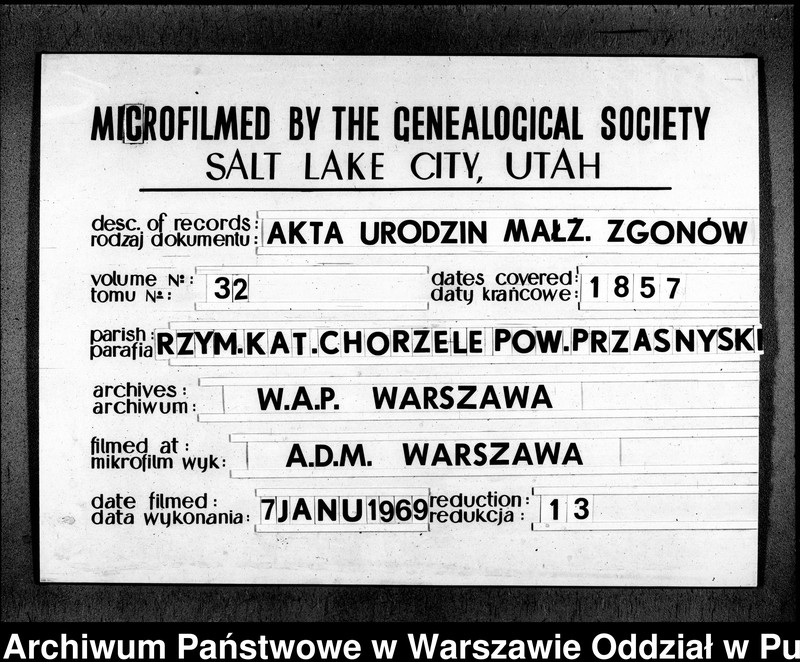 MICROFILMED BY THE GENEALOGICAL SOCIETY
SALT LAKE CITY, UTAH
desc. of records: AKTA URODZIN MAŁŻ. ZGONÓW
rodzaj dokumentu:
volume №: 32 dates covered: 1857
tomu №: daty krańcowe:
parish: RZYM.KAT.CHORZELE POW.PRZASNYSKI
parafia
archives: W.A.P. WARSZAWA
archiwum:
filmed at: A.D.M. WARSZAWA
mikrofilm wyk:
date filmed: 7JANU1969 reduction: 13
data wykonania: redukcja:
Archiwum Państwowe w Warszawie Oddział w Pu